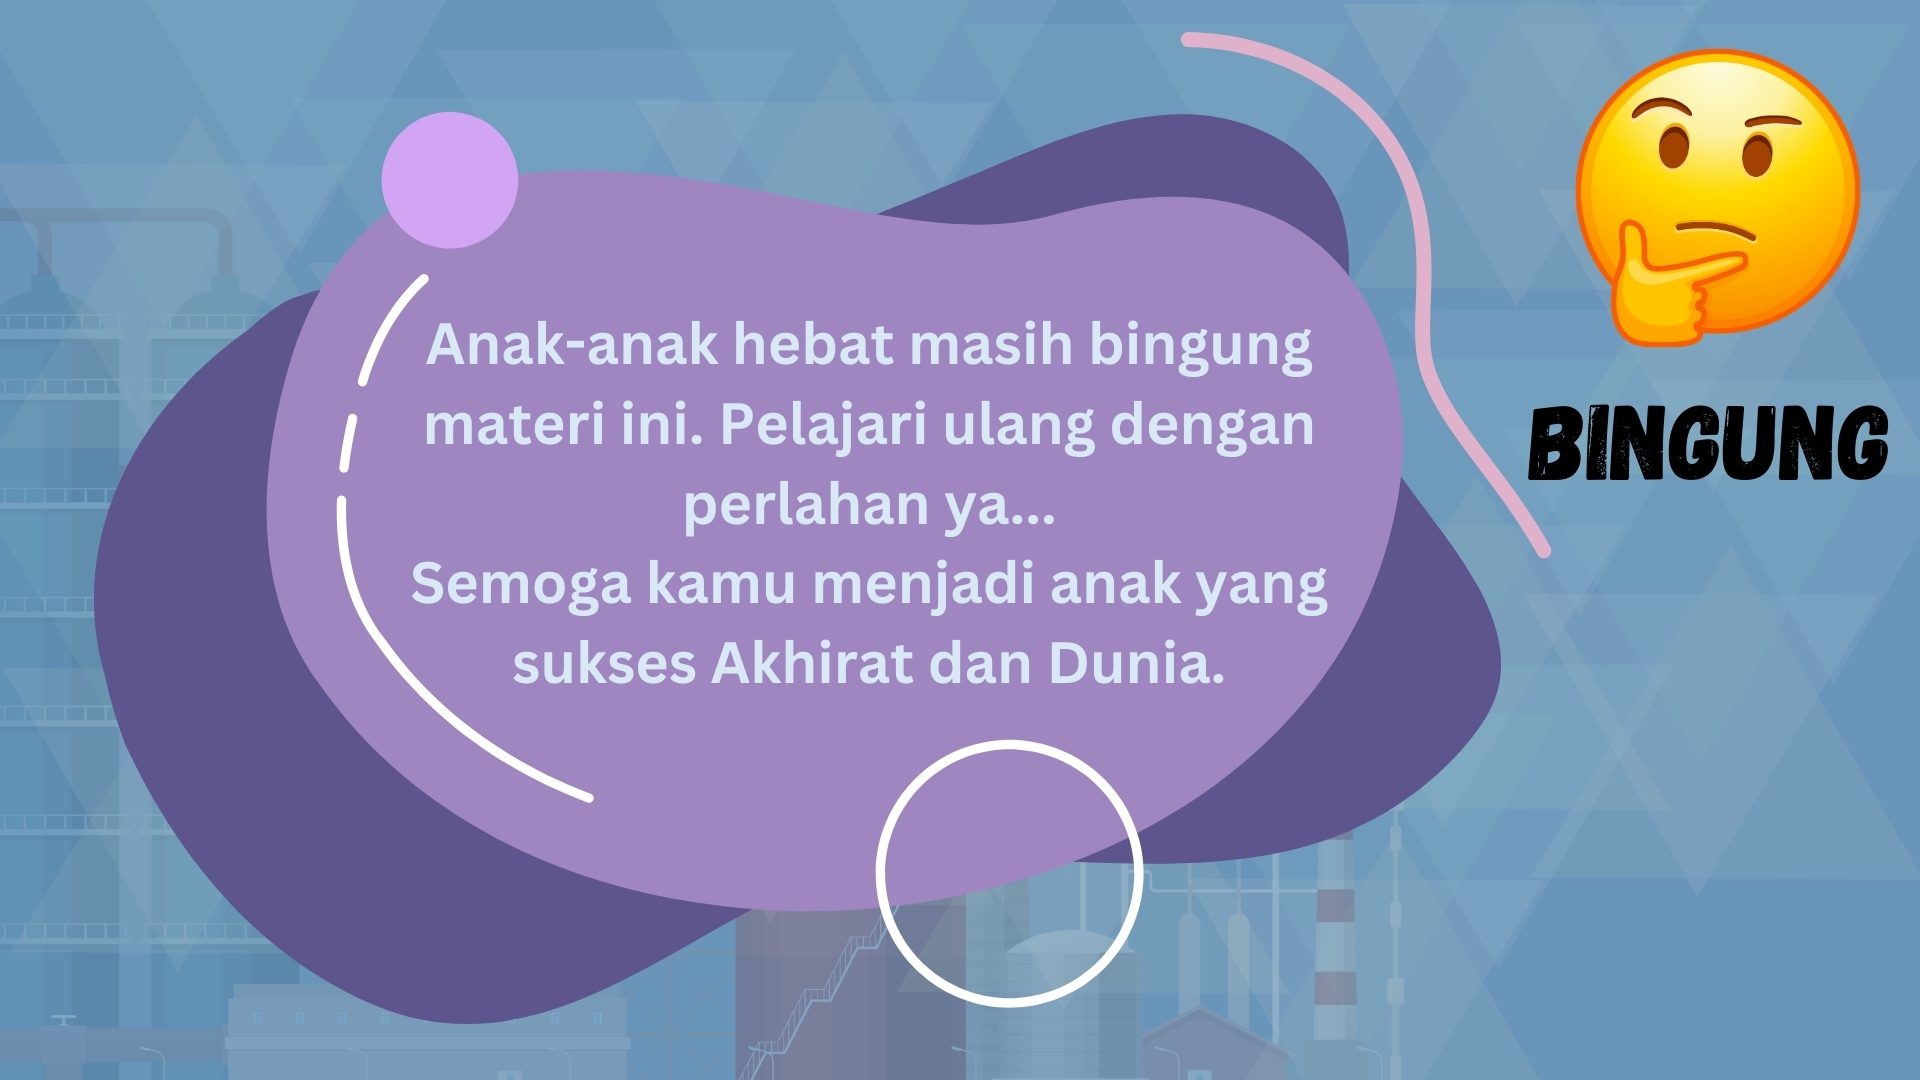 Anak-anak hebat masih bingung
materi ini. Pelajari ulang dengan
perlahan ya...
Semoga kamu menjadi anak yang
sukses Akhirat dan Dunia.
BINGUNG